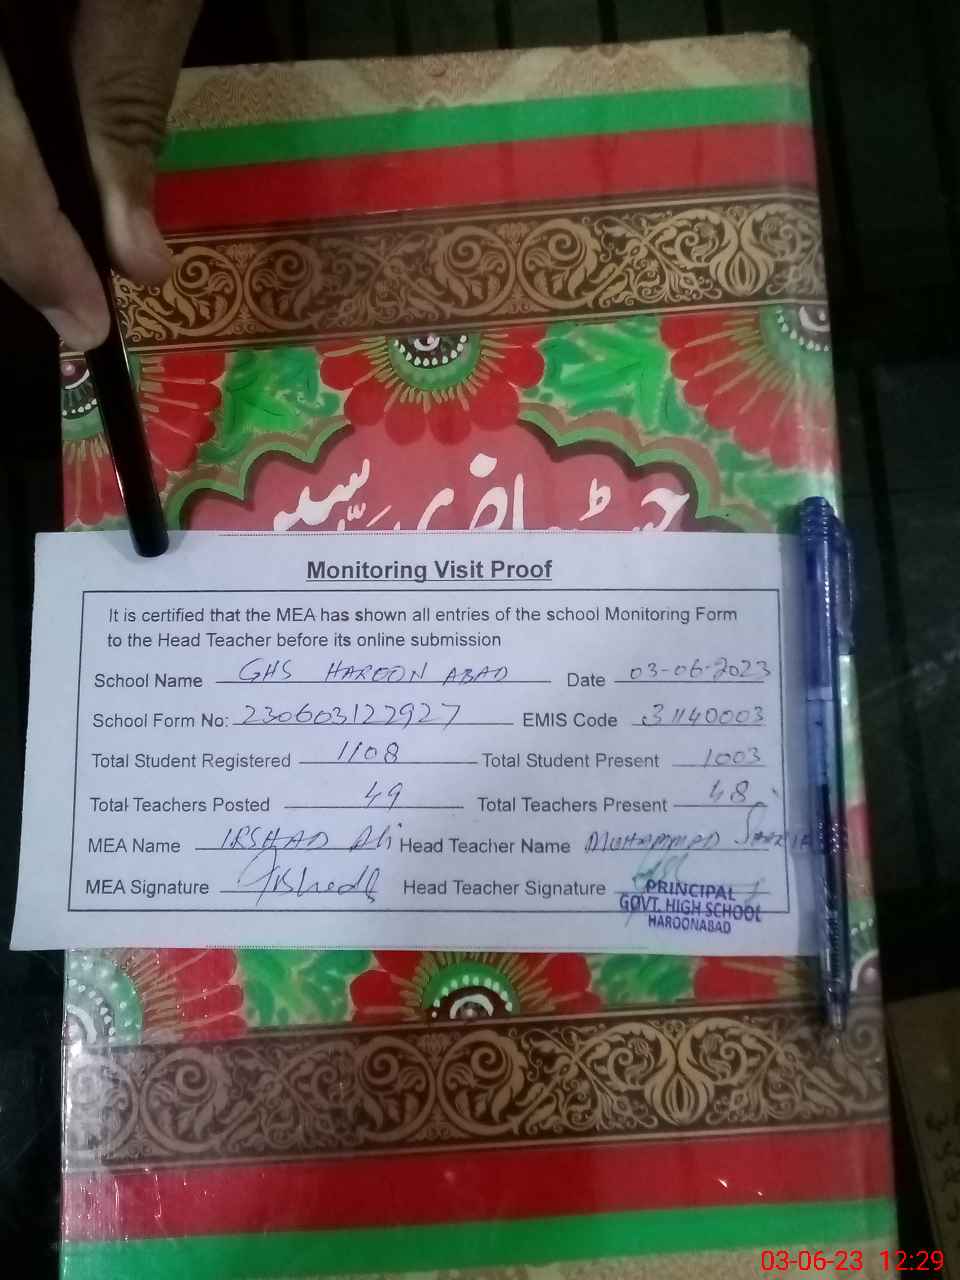 رجسٹر حاضری
Monitoring Visit Proof
It is certified that the MEA has shown all entries of the school Monitoring Form
to the Head Teacher before its online submission
School Name GHS HAROON ABAD Date 03-06-2023
School Form No: 230603122927 EMIS Code 31140003
Total Student Registered 1108 Total Student Present 1003
Total Teachers Posted 49 Total Teachers Present 48
MEA Name IRSHAD Ali Head Teacher Name MUHAMMAD
MEA Signature Head Teacher Signature
PRINCIPAL
GOVT. HIGH SCHOOL
HAROONABAD
03-06-23 12:29